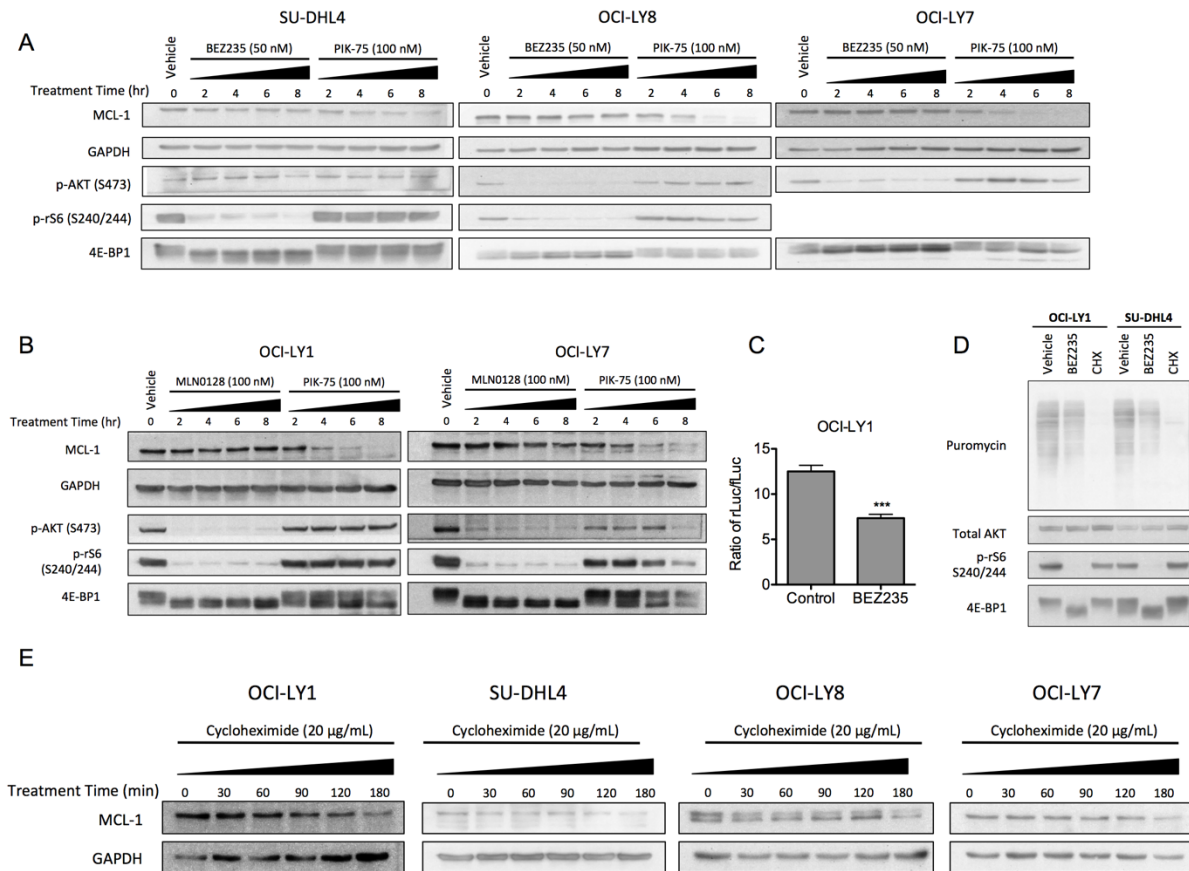 A
SU-DHL4
OCI-LY8
OCI-LY7
Vehicle
BEZ235 (50 nM)
PIK-75 (100 nM)
Vehicle
BEZ235 (50 nM)
PIK-75 (100 nM)
Vehicle
BEZ235 (50 nM)
PIK-75 (100 nM)
Treatment Time (hr)
0 2 4 6 8 2 4 6 8
0 2 4 6 8 2 4 6 8
0 2 4 6 8 2 4 6 8
MCL-1
GAPDH
p-AKT (S473)
p-rS6 (S240/244)
4E-BP1
B
OCI-LY1
OCI-LY7
Vehicle
MLN0128 (100 nM)
PIK-75 (100 nM)
Vehicle
MLN0128 (100 nM)
PIK-75 (100 nM)
Treatment Time (hr)
0 2 4 6 8 2 4 6 8
0 2 4 6 8 2 4 6 8
MCL-1
GAPDH
p-AKT (S473)
p-rS6
(S240/244)
4E-BP1
C
OCI-LY1
Ratio of rLuc/fLuc
15
10
5
0
***
Control
BEZ235
D
OCI-LY1
SU-DHL4
Vehicle
BEZ235
CHX
Vehicle
BEZ235
CHX
Puromycin
Total AKT
p-rS6
S240/244
4E-BP1
E
OCI-LY1
SU-DHL4
OCI-LY8
OCI-LY7
Cycloheximide (20 µg/mL)
Cycloheximide (20 µg/mL)
Cycloheximide (20 µg/mL)
Cycloheximide (20 µg/mL)
Treatment Time (min)
0 30 60 90 120 180
0 30 60 90 120 180
0 30 60 90 120 180
0 30 60 90 120 180
MCL-1
GAPDH